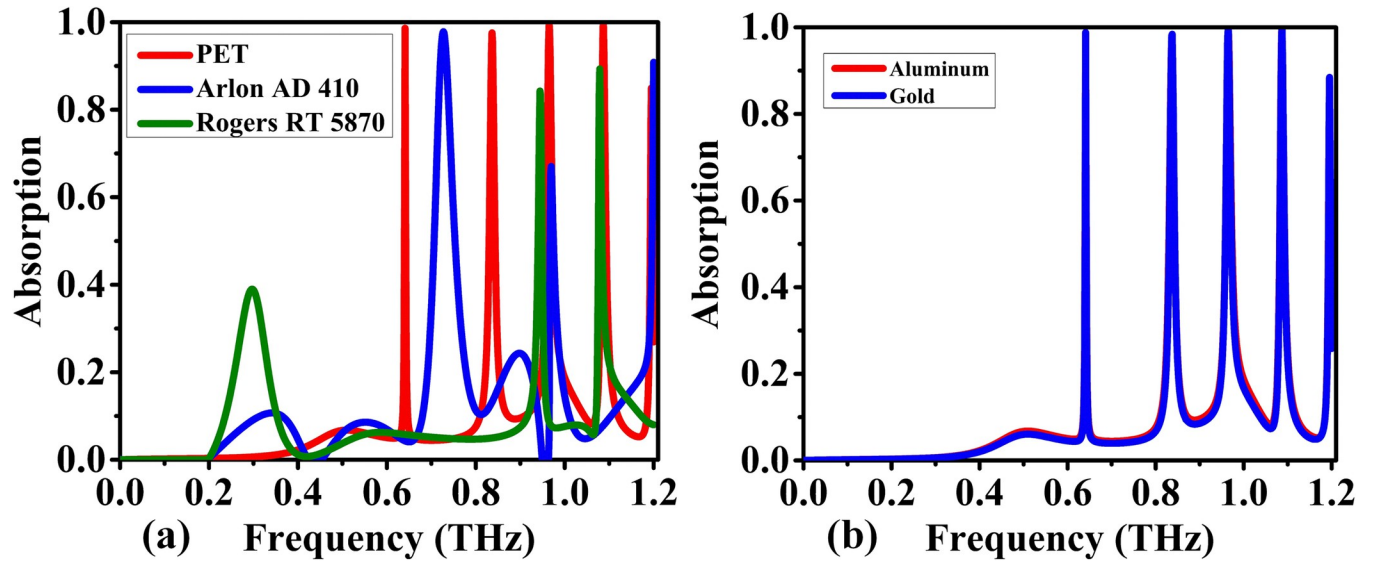 1.0
0.8
0.6
0.4
0.2
0.0
Absorption
PET
Arlon AD 410
Rogers RT 5870
0.0 0.2 0.4 0.6 0.8 1.0 1.2
(a) Frequency (THz)
1.0
0.8
0.6
0.4
0.2
0.0
Absorption
Aluminum
Gold
0.0 0.2 0.4 0.6 0.8 1.0 1.2
(b) Frequency (THz)